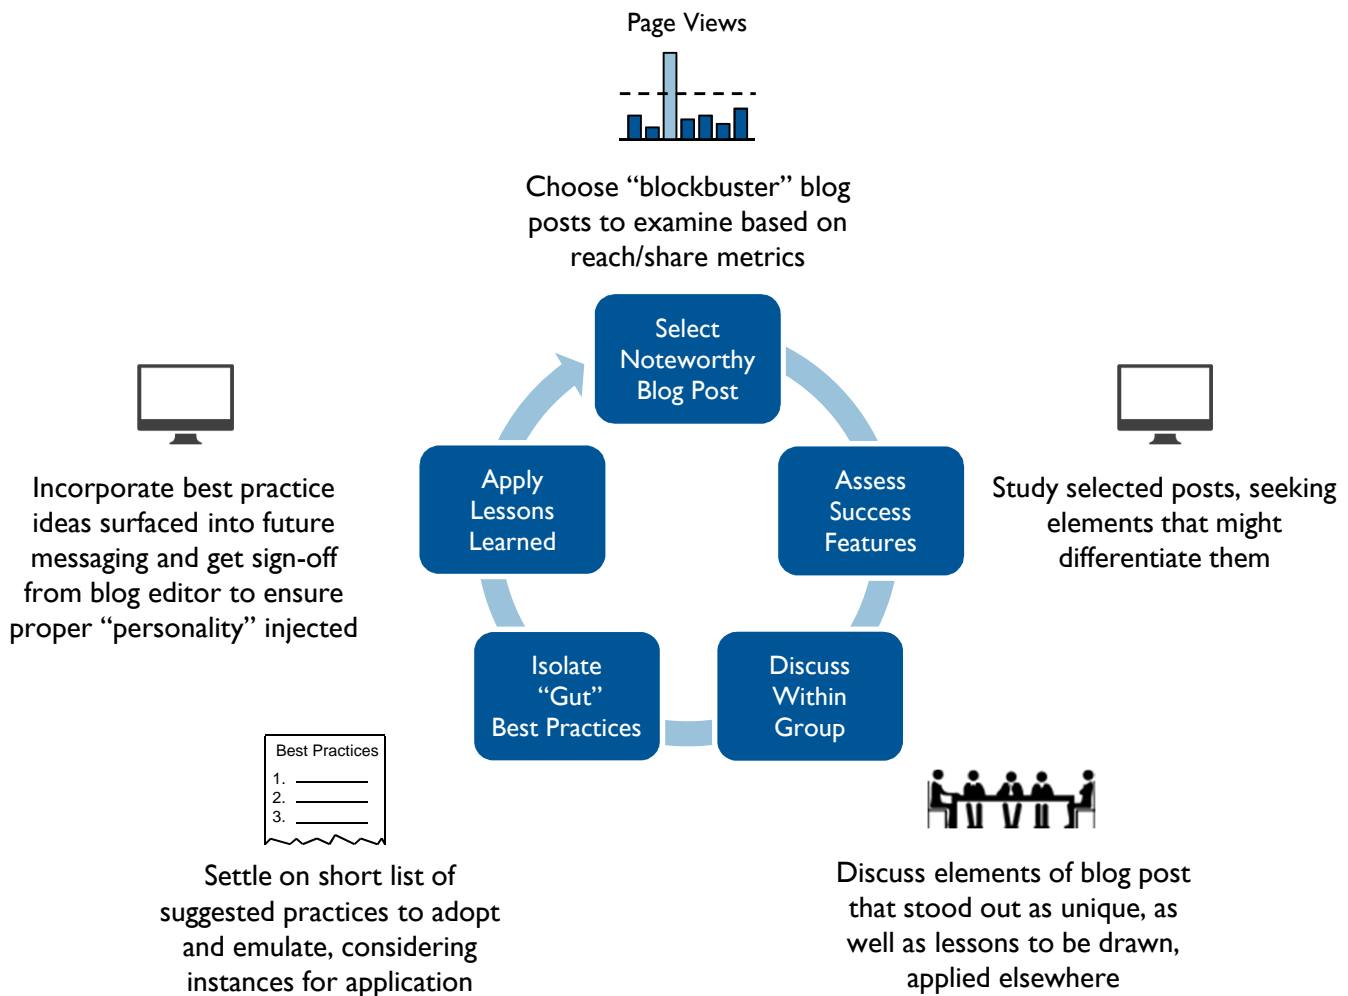 Page Views
Choose “blockbuster” blog
posts to examine based on
reach/share metrics
Select
Noteworthy
Blog Post
Assess
Success
Features
Study selected posts, seeking
elements that might
differentiate them
Discuss
Within
Group
Discuss elements of blog post
that stood out as unique, as
well as lessons to be drawn,
applied elsewhere
Isolate
“Gut”
Best Practices
Best Practices
1.
2.
3.
Settle on short list of
suggested practices to adopt
and emulate, considering
instances for application
Apply
Lessons
Learned
Incorporate best practice
ideas surfaced into future
messaging and get sign-off
from blog editor to ensure
proper “personality” injected